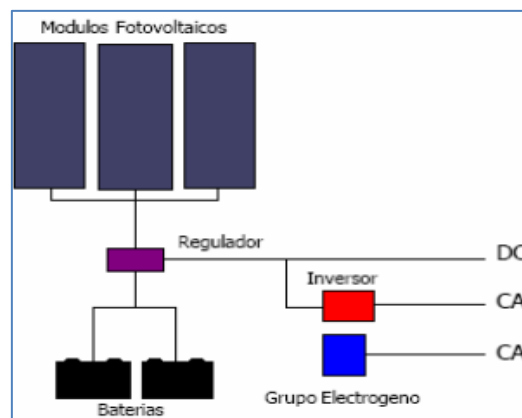 Modulos Fotovoltaicos
Regulador
DC
Inversor
CA
CA
Grupo Electrogeno
Baterias